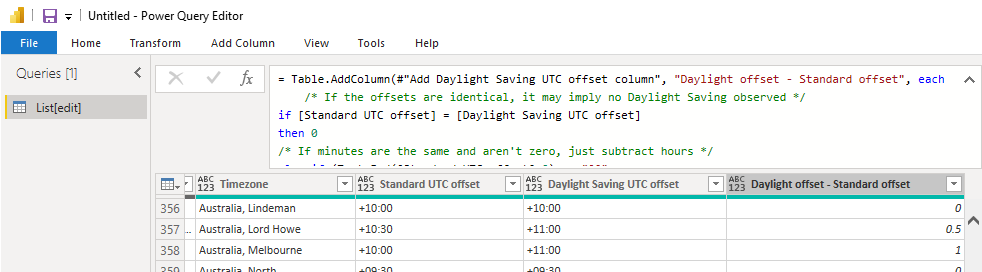 Untitled - Power Query Editor
File Home Transform Add Column View Tools Help
Queries [1]
List[edit]
fx
= Table.AddColumn(#"Add Daylight Saving UTC offset column", "Daylight offset - Standard offset", each
/* If the offsets are identical, it may imply no Daylight Saving observed */
if [Standard UTC offset] = [Daylight Saving UTC offset]
then 0
/* If minutes are the same and aren't zero, just subtract hours */
ABC 123 Timezone ABC 123 Standard UTC offset ABC 123 Daylight Saving UTC offset ABC 123 Daylight offset - Standard offset
356 Australia, Lindeman +10:00 +10:00 0
357 ... Australia, Lord Howe +10:30 +11:00 0.5
358 Australia, Melbourne +10:00 +11:00 1
359 Australia, North +09:30 +09:30 0